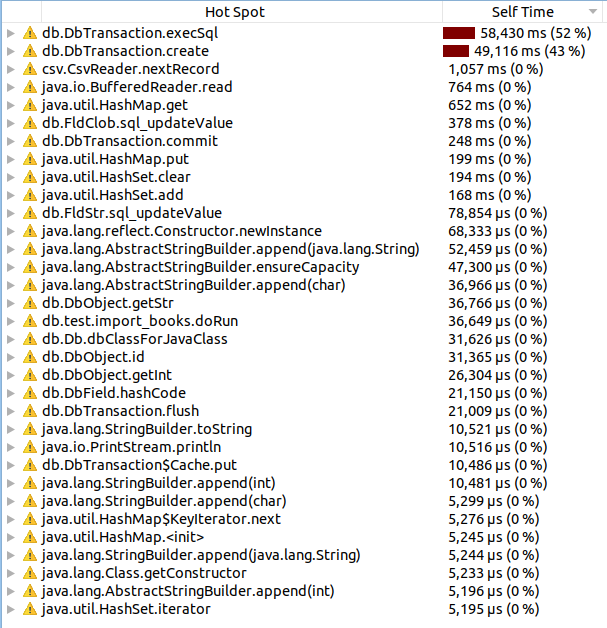 Hot Spot Self Time
db.DbTransaction.execSql 58,430 ms (52 %)
db.DbTransaction.create 49,116 ms (43 %)
csv.CsvReader.nextRecord 1,057 ms (0 %)
java.io.BufferedReader.read 764 ms (0 %)
java.util.HashMap.get 652 ms (0 %)
db.FldClob.sql_updateValue 378 ms (0 %)
db.DbTransaction.commit 248 ms (0 %)
java.util.HashMap.put 199 ms (0 %)
java.util.HashSet.clear 194 ms (0 %)
java.util.HashSet.add 168 ms (0 %)
db.FldStr.sql_updateValue 78,854 µs (0 %)
java.lang.reflect.Constructor.newInstance 68,333 µs (0 %)
java.lang.AbstractStringBuilder.append(java.lang.String) 52,459 µs (0 %)
java.lang.AbstractStringBuilder.ensureCapacity 47,300 µs (0 %)
java.lang.AbstractStringBuilder.append(char) 36,966 µs (0 %)
db.DbObject.getStr 36,766 µs (0 %)
db.test.import_books.doRun 36,649 µs (0 %)
db.Db.dbClassForJavaClass 31,626 µs (0 %)
db.DbObject.id 31,365 µs (0 %)
db.DbObject.getInt 26,304 µs (0 %)
db.DbField.hashCode 21,150 µs (0 %)
db.DbTransaction.flush 21,009 µs (0 %)
java.lang.StringBuilder.toString 10,521 µs (0 %)
java.io.PrintStream.println 10,516 µs (0 %)
db.DbTransaction$Cache.put 10,486 µs (0 %)
java.lang.StringBuilder.append(int) 10,481 µs (0 %)
java.lang.StringBuilder.append(char) 5,299 µs (0 %)
java.util.HashMap$KeyIterator.next 5,276 µs (0 %)
java.util.HashMap.<init> 5,245 µs (0 %)
java.lang.StringBuilder.append(java.lang.String) 5,244 µs (0 %)
java.lang.Class.getConstructor 5,233 µs (0 %)
java.lang.AbstractStringBuilder.append(int) 5,196 µs (0 %)
java.util.HashSet.iterator 5,195 µs (0 %)